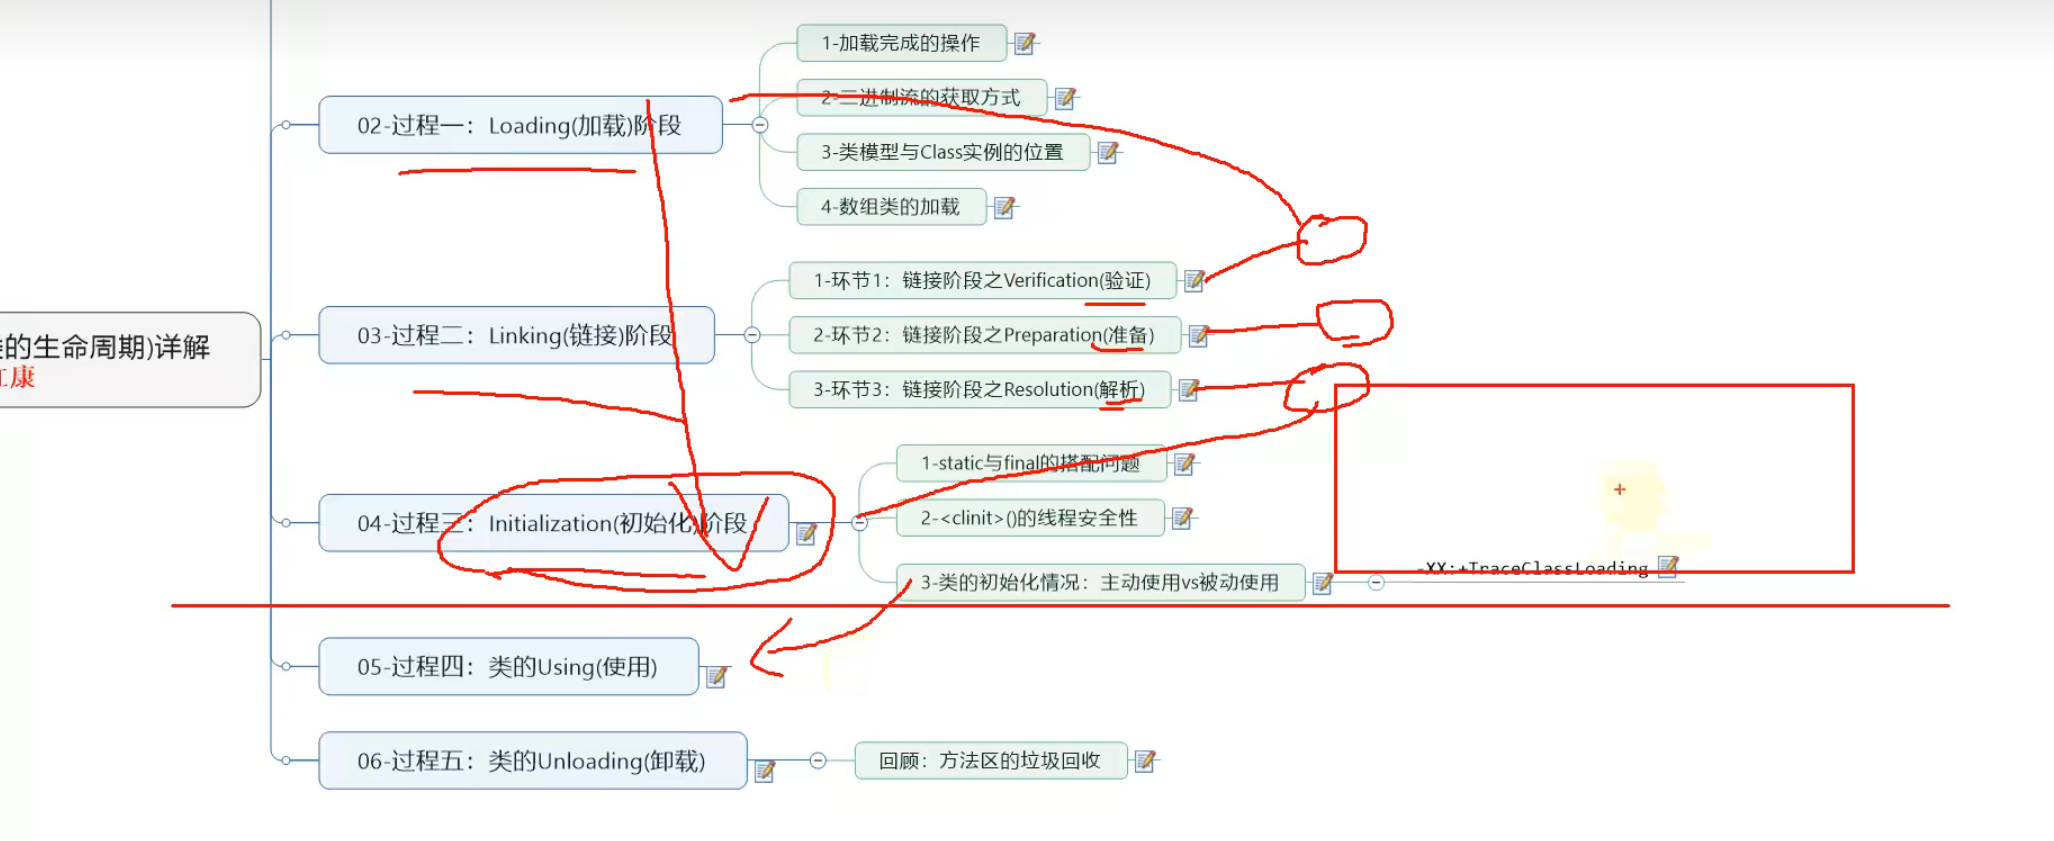 1-加载完成的操作
2-二进制流的获取方式
02-过程一：Loading(加载)阶段
3-类模型与Class实例的位置
4-数组类的加载
1-环节1：链接阶段之Verification(验证)
03-过程二：Linking(链接)阶段
2-环节2：链接阶段之Preparation(准备)
3-环节3：链接阶段之Resolution(解析)
的生命周期)详解
康
1-static与final的搭配问题
04-过程三：Initialization(初始化)阶段
2-<clinit>()的线程安全性
3-类的初始化情况：主动使用vs被动使用
-XX:+TraceClassLoading
05-过程四：类的Using(使用)
06-过程五：类的Unloading(卸载)
回顾：方法区的垃圾回收